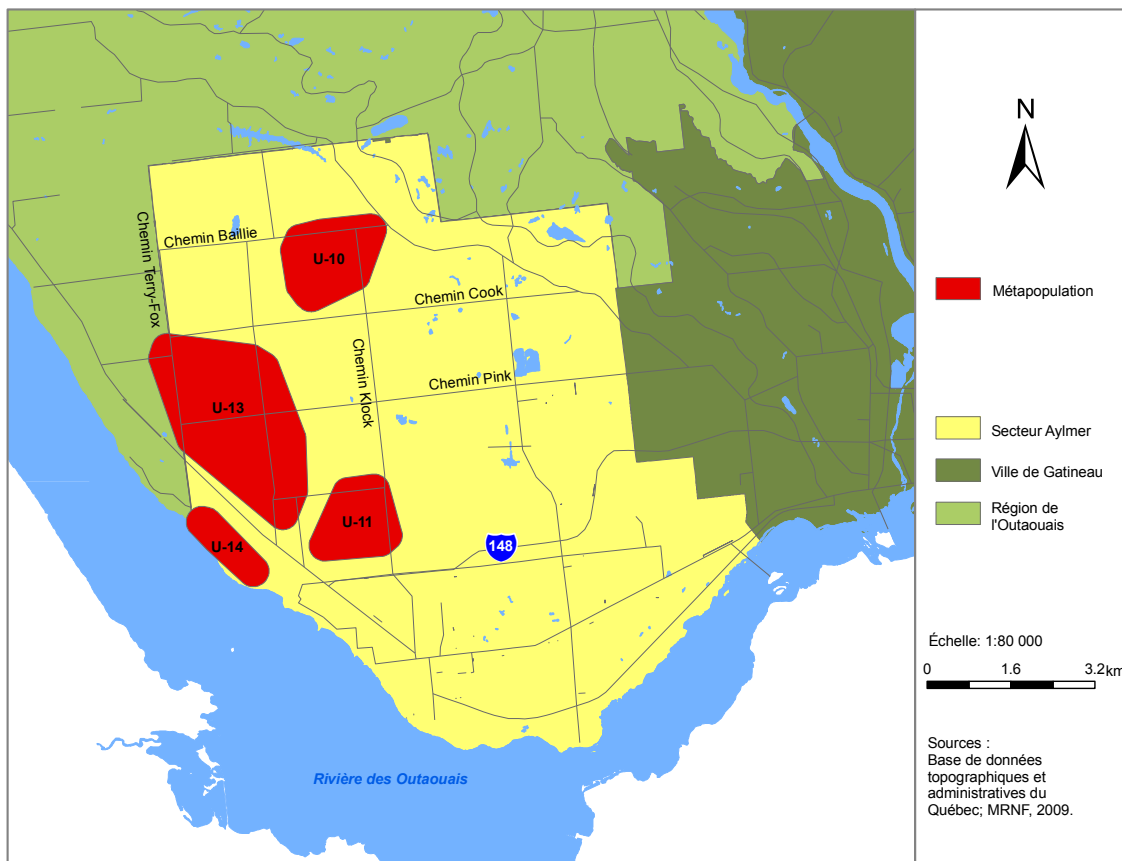 Chemin Baillie
Chemin Terry-Fox
U-10
Chemin Cook
Chemin Klock
Chemin Pink
U-13
U-11
U-14
148
Rivière des Outaouais
N
Métapopulation
Secteur Aylmer
Ville de Gatineau
Région de
l'Outaouais
Échelle: 1:80 000
0 1.6 3.2km
Sources :
Base de données
topographiques et
administratives du
Québec; MRNF, 2009.